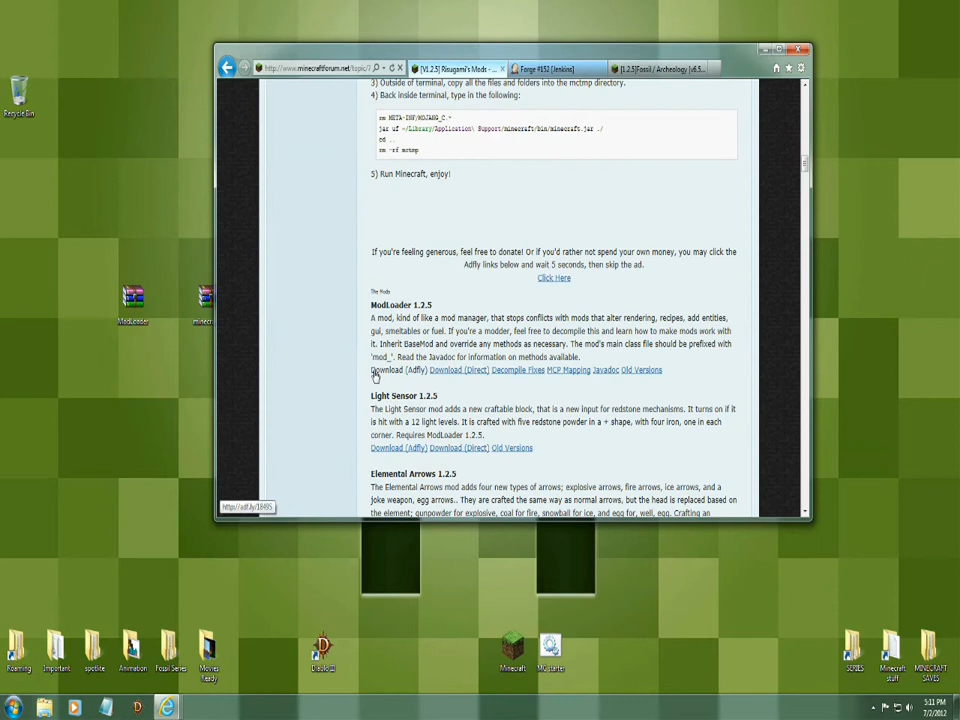 http://www.minecraftforum.net/topic/7
[V1.2.5] Risugami's Mods - ...
Forge #152 [Jenkins]
[1.2.5]Fossil / Archeology [v6.5...
3) Outside of terminal, copy all the files and folders into the mctmp directory.
4) Back inside terminal, type in the following:
rm META-INF/MOJANG_C.*
jar uf ~/Library/Application\ Support/minecraft/bin/minecraft.jar ./
cd ..
rm -rf mctmp
5) Run Minecraft, enjoy!
If you're feeling generous, feel free to donate! Or if you'd rather not spend your own money, you may click the
Adfly links below and wait 5 seconds, then skip the ad.
Click Here
The Mods
ModLoader 1.2.5
A mod, kind of like a mod manager, that stops conflicts with mods that alter rendering, recipes, add entities,
gui, smeltables or fuel. If you're a modder, feel free to decompile this and learn how to make mods work with
it. Inherit BaseMod and override any methods as necessary. The mod's main class file should be prefixed with
'mod_'. Read the Javadoc for information on methods available.
Download (Adfly) Download (Direct) Decompile Fixes MCP Mapping Javadoc Old Versions
Light Sensor 1.2.5
The Light Sensor mod adds a new craftable block, that is a new input for redstone mechanisms. It turns on if it
is hit with a 12 light levels. It is crafted with five redstone powder in a + shape, with four iron, one in each
corner. Requires ModLoader 1.2.5.
Download (Adfly) Download (Direct) Old Versions
Elemental Arrows 1.2.5
The Elemental Arrows mod adds four new types of arrows; explosive arrows, fire arrows, ice arrows, and a
joke weapon, egg arrows.. They are crafted the same way as normal arrows, but the head is replaced based on
the element; gunpowder for explosive, coal for fire, snowball for ice, and egg for, well, egg. Crafting an
http://adf.ly/18495
Recycle Bin
ModLoader
minecr
Roaming
Important
spotlite
Animation
Fossil Series
Movies Ready
Diablo III
Minecraft
MCstarter
SERIES
Minecraft stuff
MINECRAFT SAVES
5:11 PM
7/2/2012